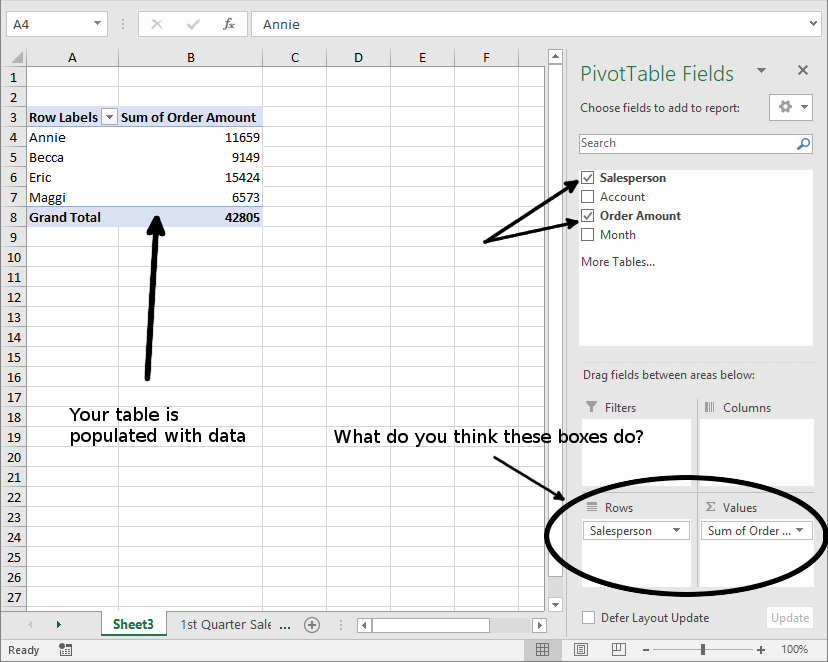 A4
fx
Annie
A B C D E F
1
2
3 Row Labels Sum of Order Amount
4 Annie 11659
5 Becca 9149
6 Eric 15424
7 Maggi 6573
8 Grand Total 42805
9
10
11
12
13
14
15
16
17
18
19
20
21
22
23
24
25
26
27
Your table is
populated with data
What do you think these boxes do?
Sheet3
1st Quarter Sale ...
PivotTable Fields
Choose fields to add to report:
Search
Salesperson
Account
Order Amount
Month
More Tables...
Drag fields between areas below:
Filters
Columns
Rows
Σ Values
Salesperson
Sum of Order ...
Defer Layout Update
Update
Ready
100%